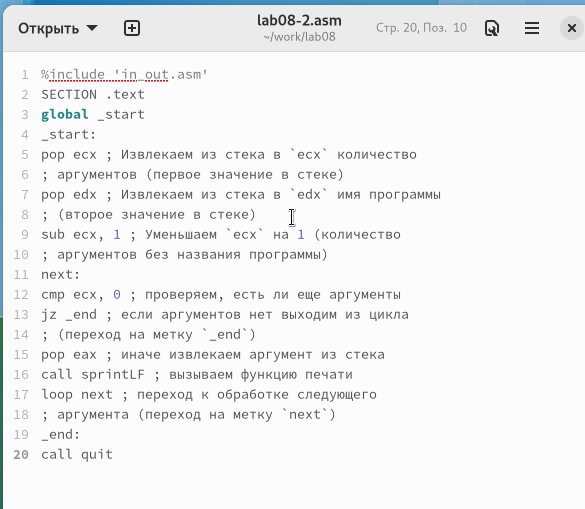 Открыть
lab08-2.asm
~/work/lab08
Стр. 20, Поз. 10
1 %include 'in_out.asm'
2 SECTION .text
3 global _start
4 _start:
5 pop ecx ; Извлекаем из стека в `ecx` количество
6 ; аргументов (первое значение в стеке)
7 pop edx ; Извлекаем из стека в `edx` имя программы
8 ; (второе значение в стеке)
9 sub ecx, 1 ; Уменьшаем `ecx` на 1 (количество
10 ; аргументов без названия программы)
11 next:
12 cmp ecx, 0 ; проверяем, есть ли еще аргументы
13 jz _end ; если аргументов нет выходим из цикла
14 ; (переход на метку `_end`)
15 pop eax ; иначе извлекаем аргумент из стека
16 call sprintLF ; вызываем функцию печати
17 loop next ; переход к обработке следующего
18 ; аргумента (переход на метку `next`)
19 _end:
20 call quit